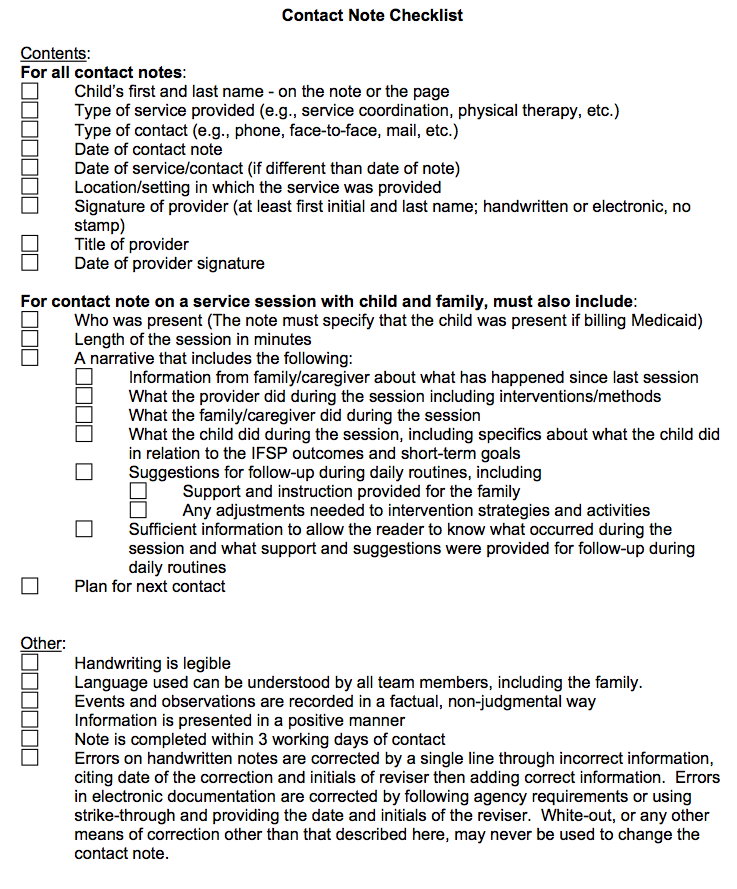 Contact Note Checklist
Contents:
For all contact notes:
Child's first and last name - on the note or the page
Type of service provided (e.g., service coordination, physical therapy, etc.)
Type of contact (e.g., phone, face-to-face, mail, etc.)
Date of contact note
Date of service/contact (if different than date of note)
Location/setting in which the service was provided
Signature of provider (at least first initial and last name; handwritten or electronic, no
stamp)
Title of provider
Date of provider signature
For contact note on a service session with child and family, must also include:
Who was present (The note must specify that the child was present if billing Medicaid)
Length of the session in minutes
A narrative that includes the following:
Information from family/caregiver about what has happened since last session
What the provider did during the session including interventions/methods
What the family/caregiver did during the session
What the child did during the session, including specifics about what the child did
in relation to the IFSP outcomes and short-term goals
Suggestions for follow-up during daily routines, including
Support and instruction provided for the family
Any adjustments needed to intervention strategies and activities
Sufficient information to allow the reader to know what occurred during the
session and what support and suggestions were provided for follow-up during
daily routines
Plan for next contact
Other:
Handwriting is legible
Language used can be understood by all team members, including the family.
Events and observations are recorded in a factual, non-judgmental way
Information is presented in a positive manner
Note is completed within 3 working days of contact
Errors on handwritten notes are corrected by a single line through incorrect information,
citing date of the correction and initials of reviser then adding correct information.  Errors
in electronic documentation are corrected by following agency requirements or using
strike-through and providing the date and initials of the reviser.  White-out, or any other
means of correction other than that described here, may never be used to change the
contact note.